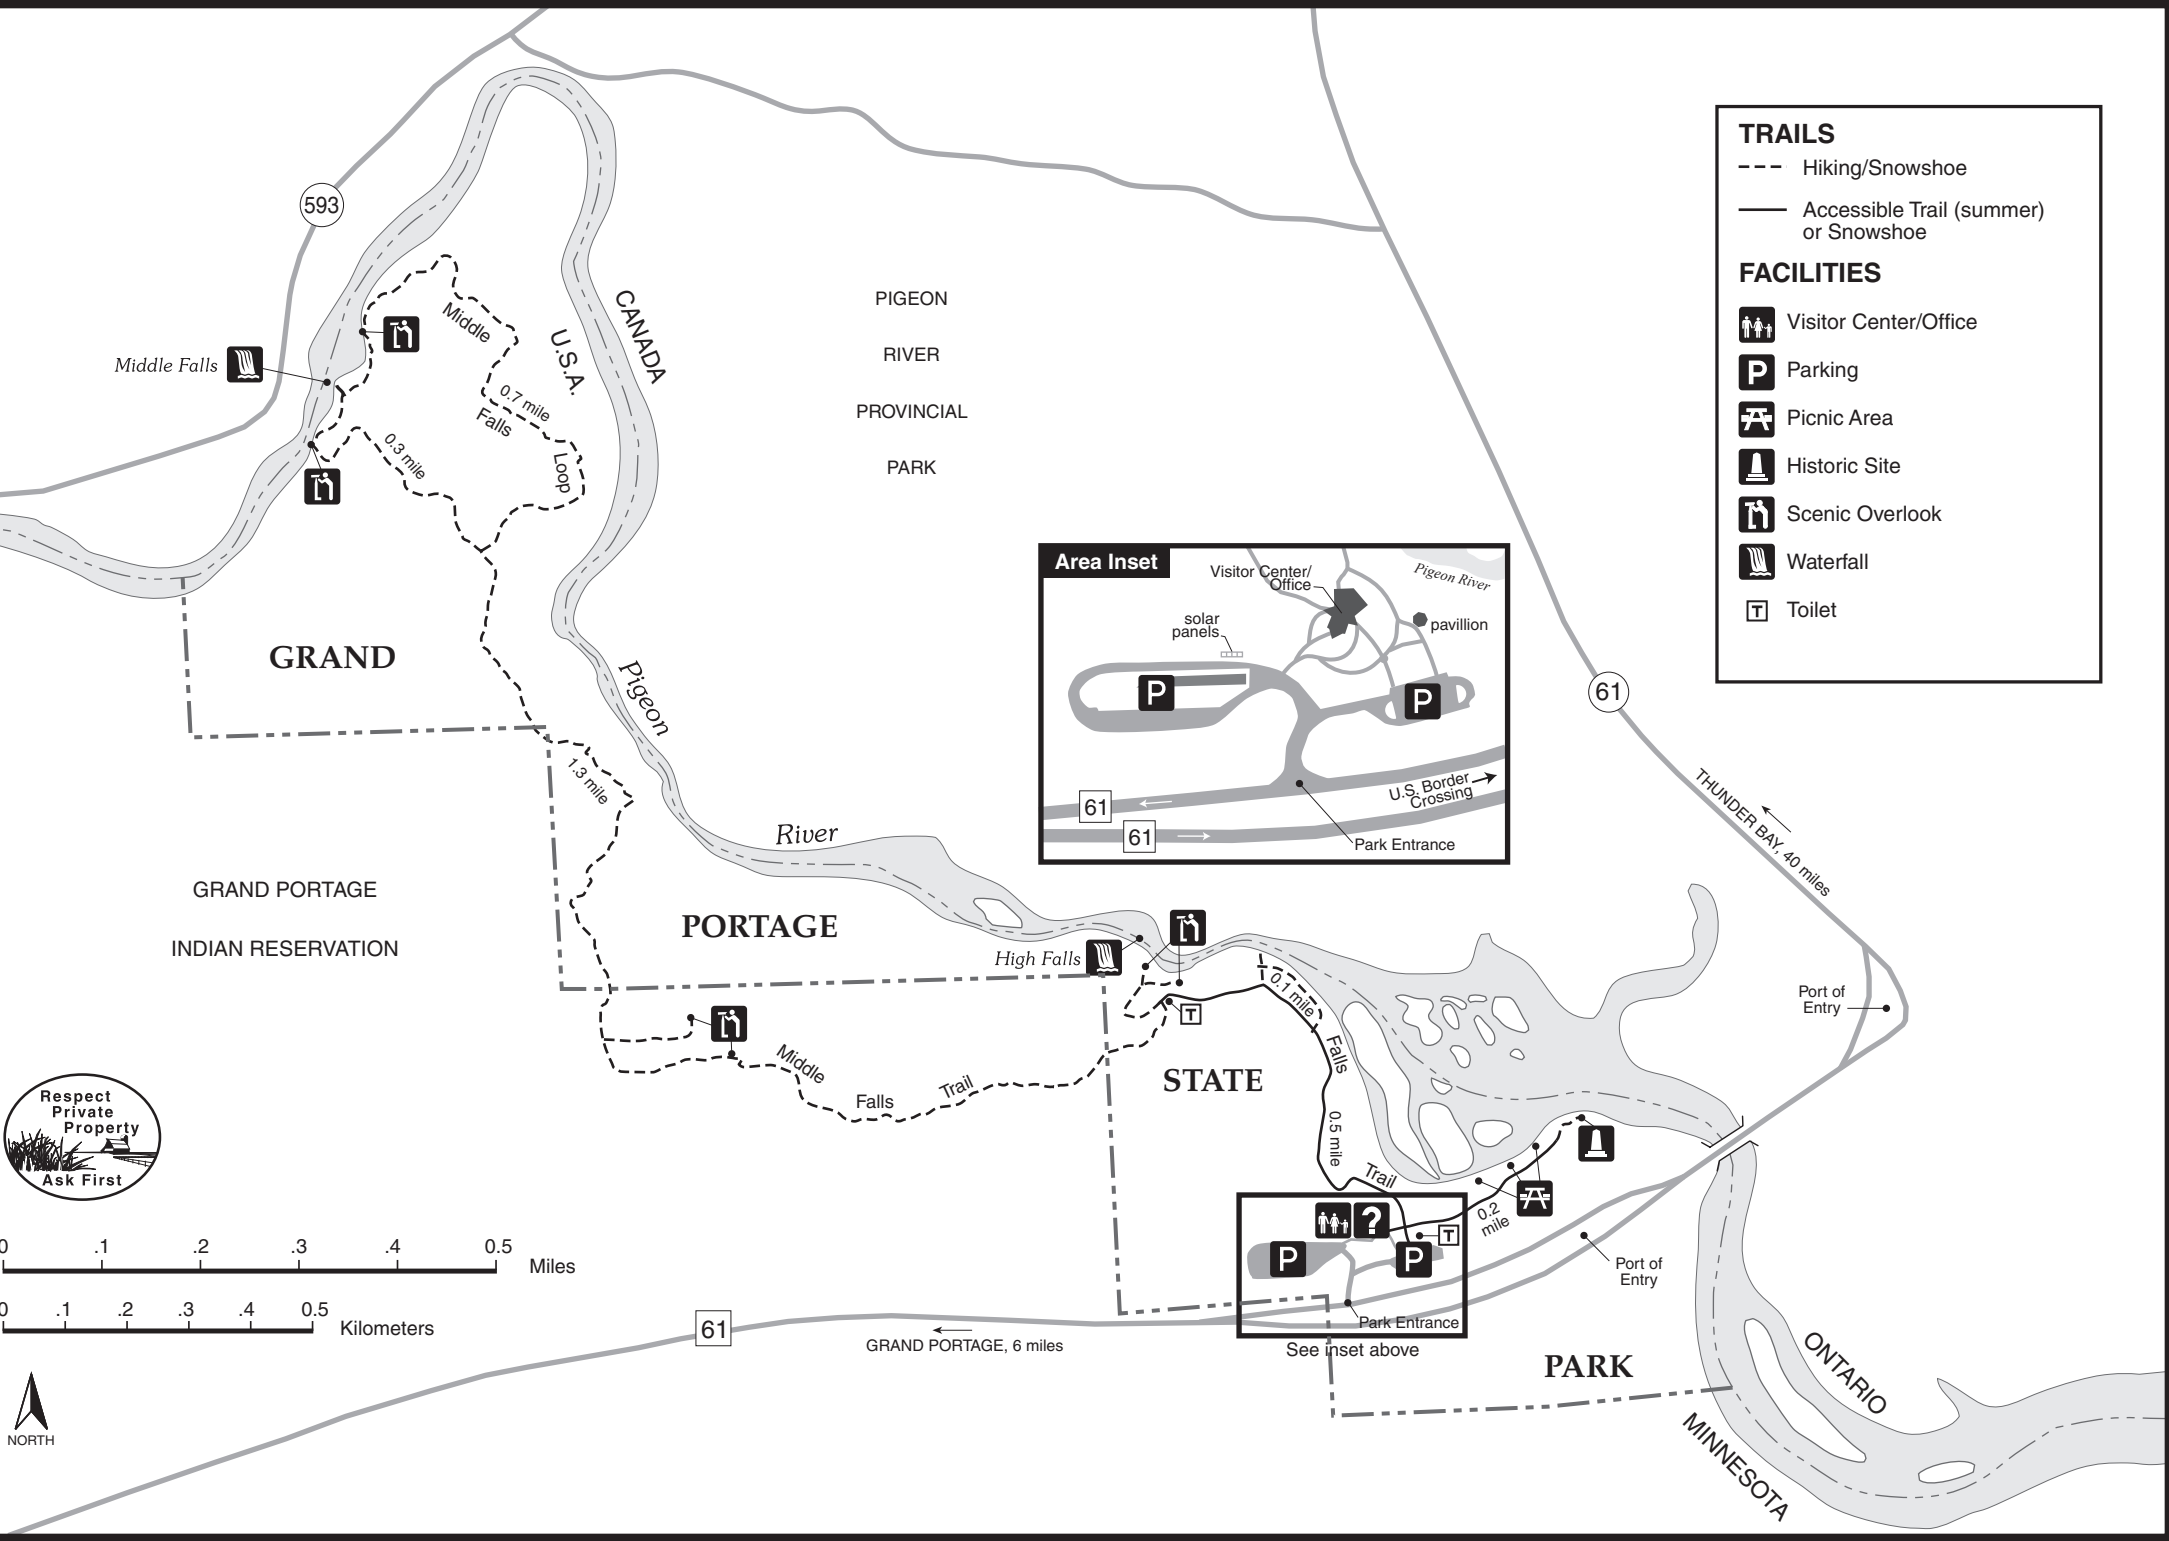 593
Middle Falls
Middle
0.7 mile
Falls
Loop
0.3 mile
U.S.A.
CANADA
PIGEON
RIVER
PROVINCIAL
PARK
TRAILS
Hiking/Snowshoe
Accessible Trail (summer)
or Snowshoe
FACILITIES
Visitor Center/Office
P
Parking
Picnic Area
Historic Site
Scenic Overlook
Waterfall
T
Toilet
Area Inset
Visitor Center/
Office
Pigeon River
solar
panels
pavillion
P
P
61
61
U.S. Border
Crossing
Park Entrance
61
THUNDER BAY, 40 miles
Port of
Entry
GRAND
Pigeon
River
1.3 mile
GRAND PORTAGE
INDIAN RESERVATION
PORTAGE
High Falls
T
0.1 mile
Falls
0.5 mile
Trail
STATE
Middle
Falls
Trail
Respect
Private
Property
Ask First
0.2
mile
?
T
P
P
Park Entrance
See inset above
Port of
Entry
0 .1 .2 .3 .4 0.5
Miles
0 .1 .2 .3 .4 0.5
Kilometers
61
GRAND PORTAGE, 6 miles
PARK
NORTH
ONTARIO
MINNESOTA